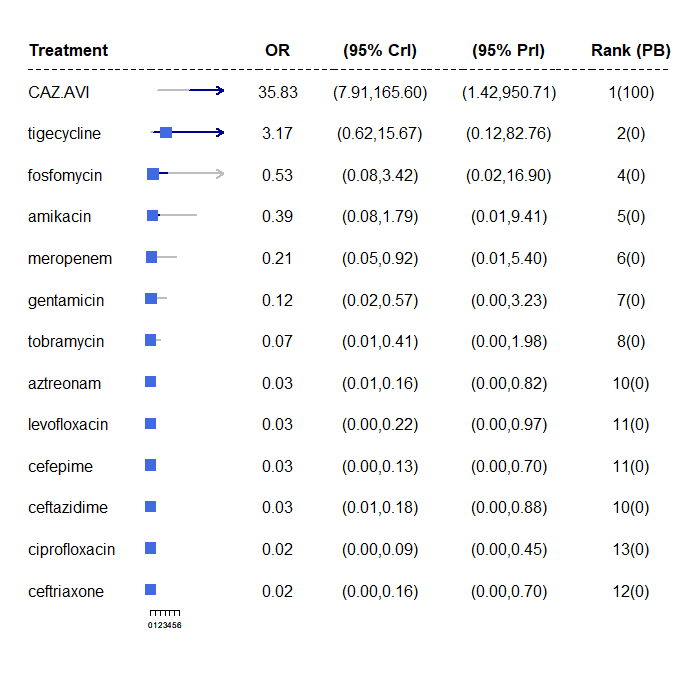 Treatment OR (95% CrI) (95% PrI) Rank (PB)
CAZ.AVI 35.83 (7.91,165.60) (1.42,950.71) 1(100)
tigecycline 3.17 (0.62,15.67) (0.12,82.76) 2(0)
fosfomycin 0.53 (0.08,3.42) (0.02,16.90) 4(0)
amikacin 0.39 (0.08,1.79) (0.01,9.41) 5(0)
meropenem 0.21 (0.05,0.92) (0.01,5.40) 6(0)
gentamicin 0.12 (0.02,0.57) (0.00,3.23) 7(0)
tobramycin 0.07 (0.01,0.41) (0.00,1.98) 8(0)
aztreonam 0.03 (0.01,0.16) (0.00,0.82) 10(0)
levofloxacin 0.03 (0.00,0.22) (0.00,0.97) 11(0)
cefepime 0.03 (0.00,0.13) (0.00,0.70) 11(0)
ceftazidime 0.03 (0.01,0.18) (0.00,0.88) 10(0)
ciprofloxacin 0.02 (0.00,0.09) (0.00,0.45) 13(0)
ceftriaxone 0.02 (0.00,0.16) (0.00,0.70) 12(0)
0123456